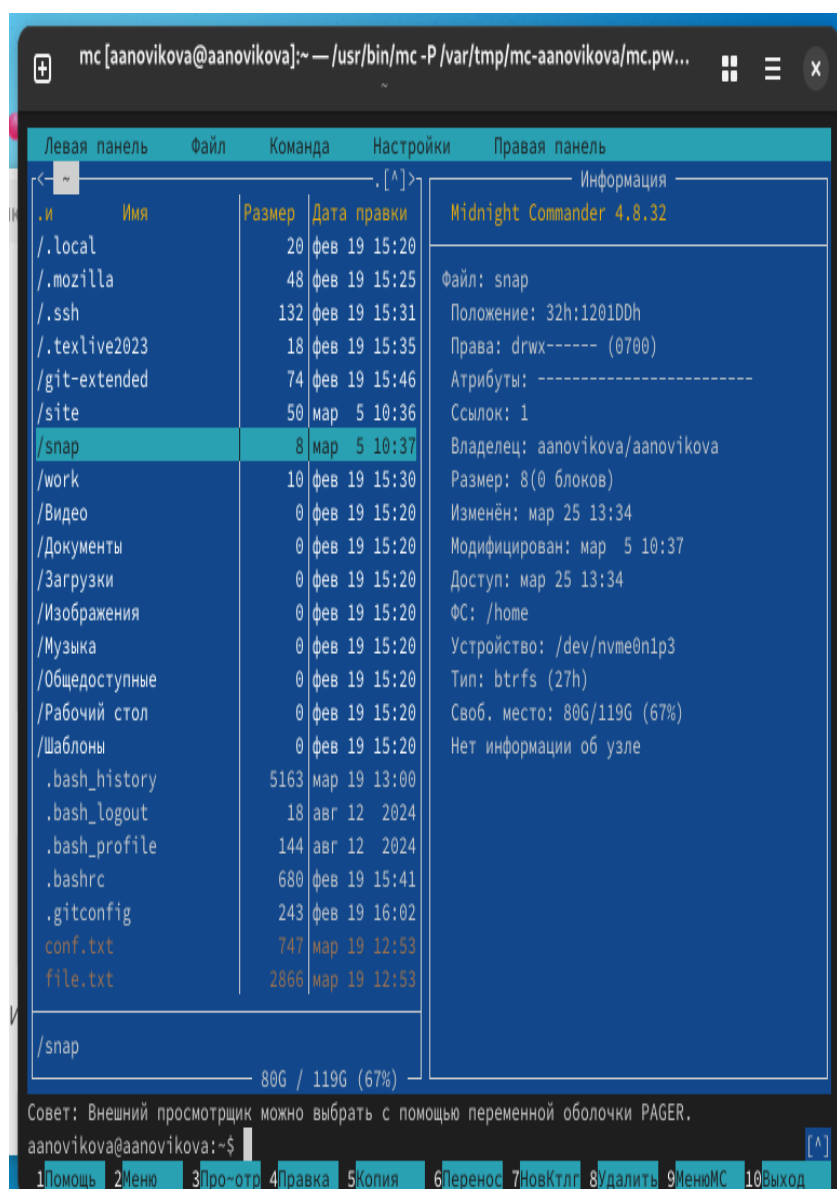 mc [aanovikova@aanovikova]:~ — /usr/bin/mc -P /var/tmp/mc-aanovikova/mc.pw...
~
Левая панель Файл Команда Настройки Правая панель
<— ~ .[^]>
.и Имя Размер Дата правки
/.local 20 фев 19 15:20
/.mozilla 48 фев 19 15:25
/.ssh 132 фев 19 15:31
/.texlive2023 18 фев 19 15:35
/git-extended 74 фев 19 15:46
/site 50 мар 5 10:36
/snap 8 мар 5 10:37
/work 10 фев 19 15:30
/Видео 0 фев 19 15:20
/Документы 0 фев 19 15:20
/Загрузки 0 фев 19 15:20
/Изображения 0 фев 19 15:20
/Музыка 0 фев 19 15:20
/Общедоступные 0 фев 19 15:20
/Рабочий стол 0 фев 19 15:20
/Шаблоны 0 фев 19 15:20
.bash_history 5163 мар 19 13:00
.bash_logout 18 авг 12 2024
.bash_profile 144 авг 12 2024
.bashrc 680 фев 19 15:41
.gitconfig 243 фев 19 16:02
conf.txt 747 мар 19 12:53
file.txt 2866 мар 19 12:53
/snap
80G / 119G (67%)
Информация
Midnight Commander 4.8.32
Файл: snap
Положение: 32h:1201DDh
Права: drwx------ (0700)
Атрибуты: -------------------------
Ссылок: 1
Владелец: aanovikova/aanovikova
Размер: 8(0 блоков)
Изменён: мар 25 13:34
Модифицирован: мар 5 10:37
Доступ: мар 25 13:34
ФС: /home
Устройство: /dev/nvme0n1p3
Тип: btrfs (27h)
Своб. место: 80G/119G (67%)
Нет информации об узле
Совет: Внешний просмотрщик можно выбрать с помощью переменной оболочки PAGER.
aanovikova@aanovikova:~$ [^]
1Помощь 2Меню 3Про~отр 4Правка 5Копия 6Перенос 7НовКтлг 8Удалить 9МенюМС 10Выход